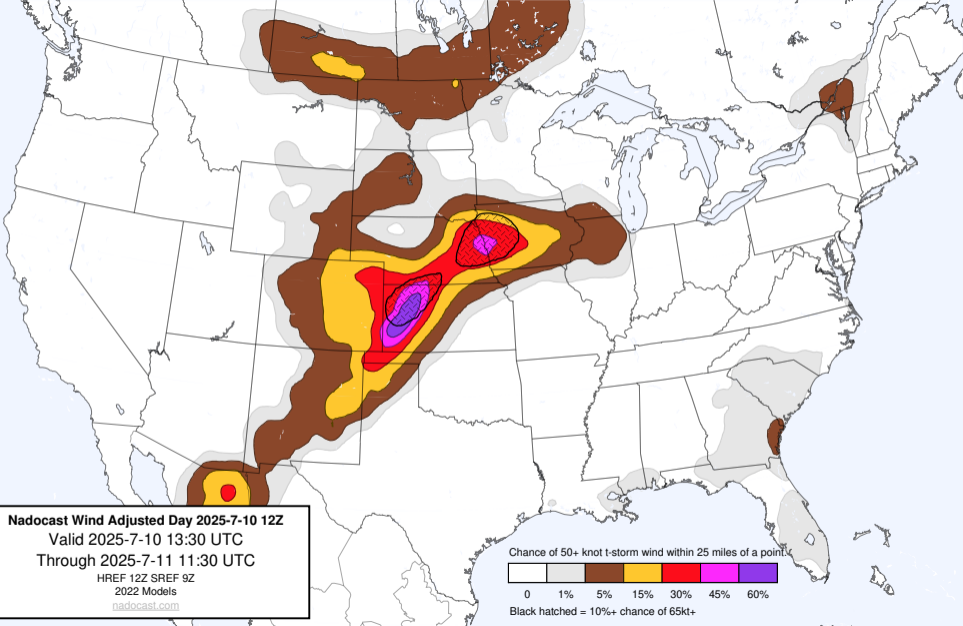 Nadocast Wind Adjusted Day 2025-7-10 12Z
Valid 2025-7-10 13:30 UTC
Through 2025-7-11 11:30 UTC
HREF 12Z SREF 9Z
2022 Models
nadocast.com
Chance of 50+ knot t-storm wind within 25 miles of a point.
0 1% 5% 15% 30% 45% 60%
Black hatched = 10%+ chance of 65kt+